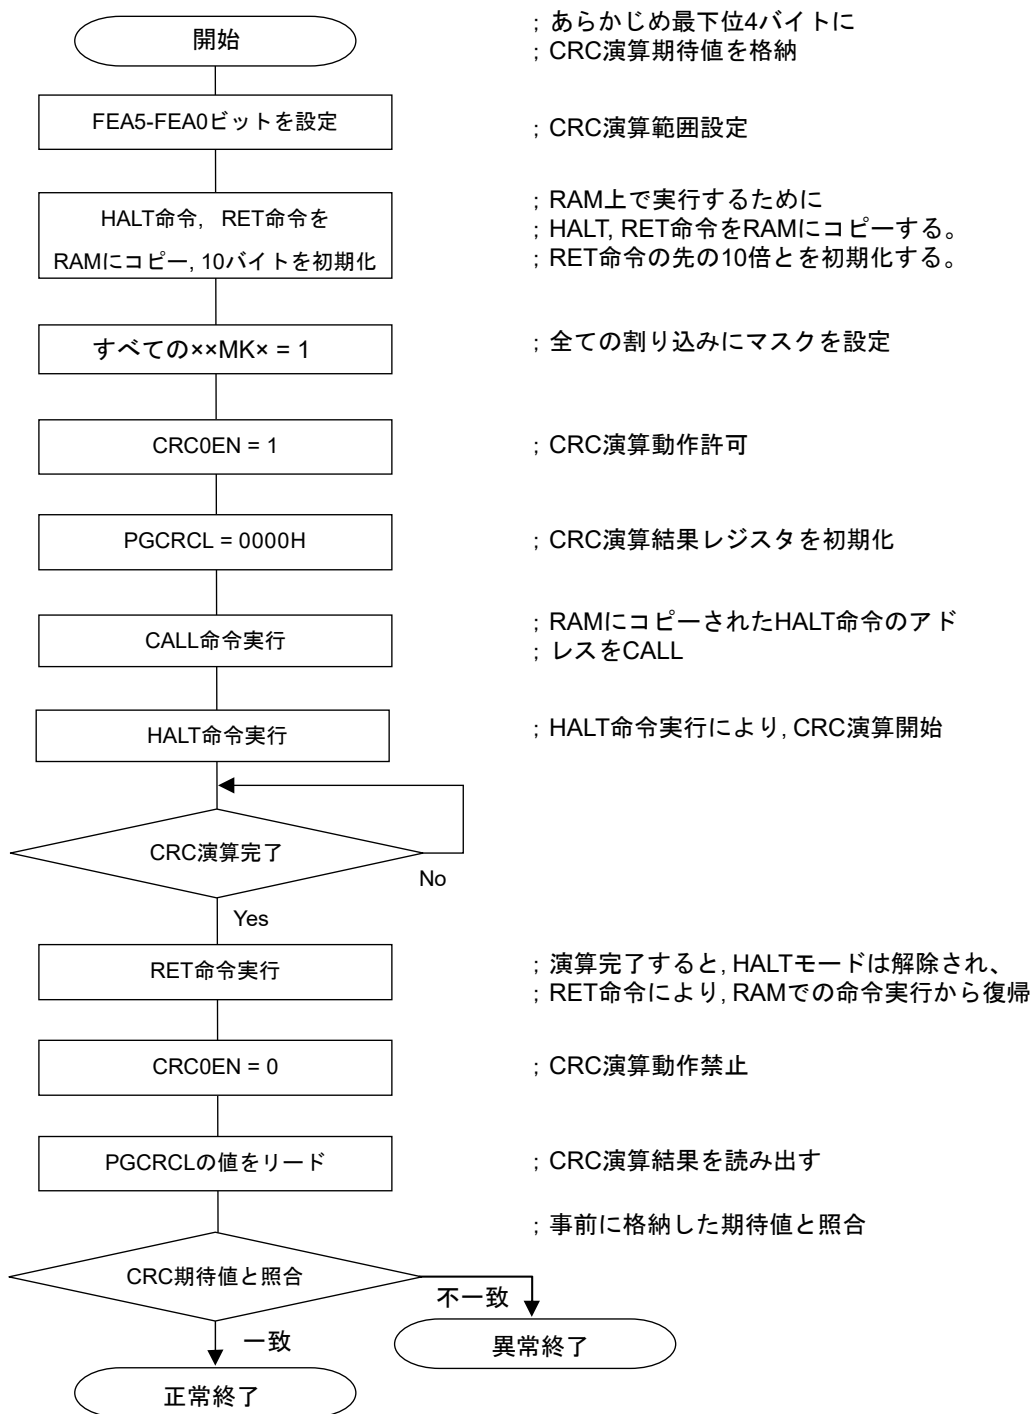 開始
; あらかじめ最下位4バイトに
; CRC演算期待値を格納
FEA5-FEA0ビットを設定
; CRC演算範囲設定
HALT命令, RET命令を
RAMにコピー, 10バイトを初期化
; RAM上で実行するために
; HALT, RET命令をRAMにコピーする。
; RET命令の先の10倍とを初期化する。
すべての××MK× = 1
; 全ての割り込みにマスクを設定
CRC0EN = 1
; CRC演算動作許可
PGCRCL = 0000H
; CRC演算結果レジスタを初期化
CALL命令実行
; RAMにコピーされたHALT命令のアド
; レスをCALL
HALT命令実行
; HALT命令実行により, CRC演算開始
CRC演算完了
No
Yes
RET命令実行
; 演算完了すると, HALTモードは解除され、
; RET命令により, RAMでの命令実行から復帰
CRC0EN = 0
; CRC演算動作禁止
PGCRCLの値をリード
; CRC演算結果を読み出す
; 事前に格納した期待値と照合
CRC期待値と照合
不一致
一致
異常終了
正常終了